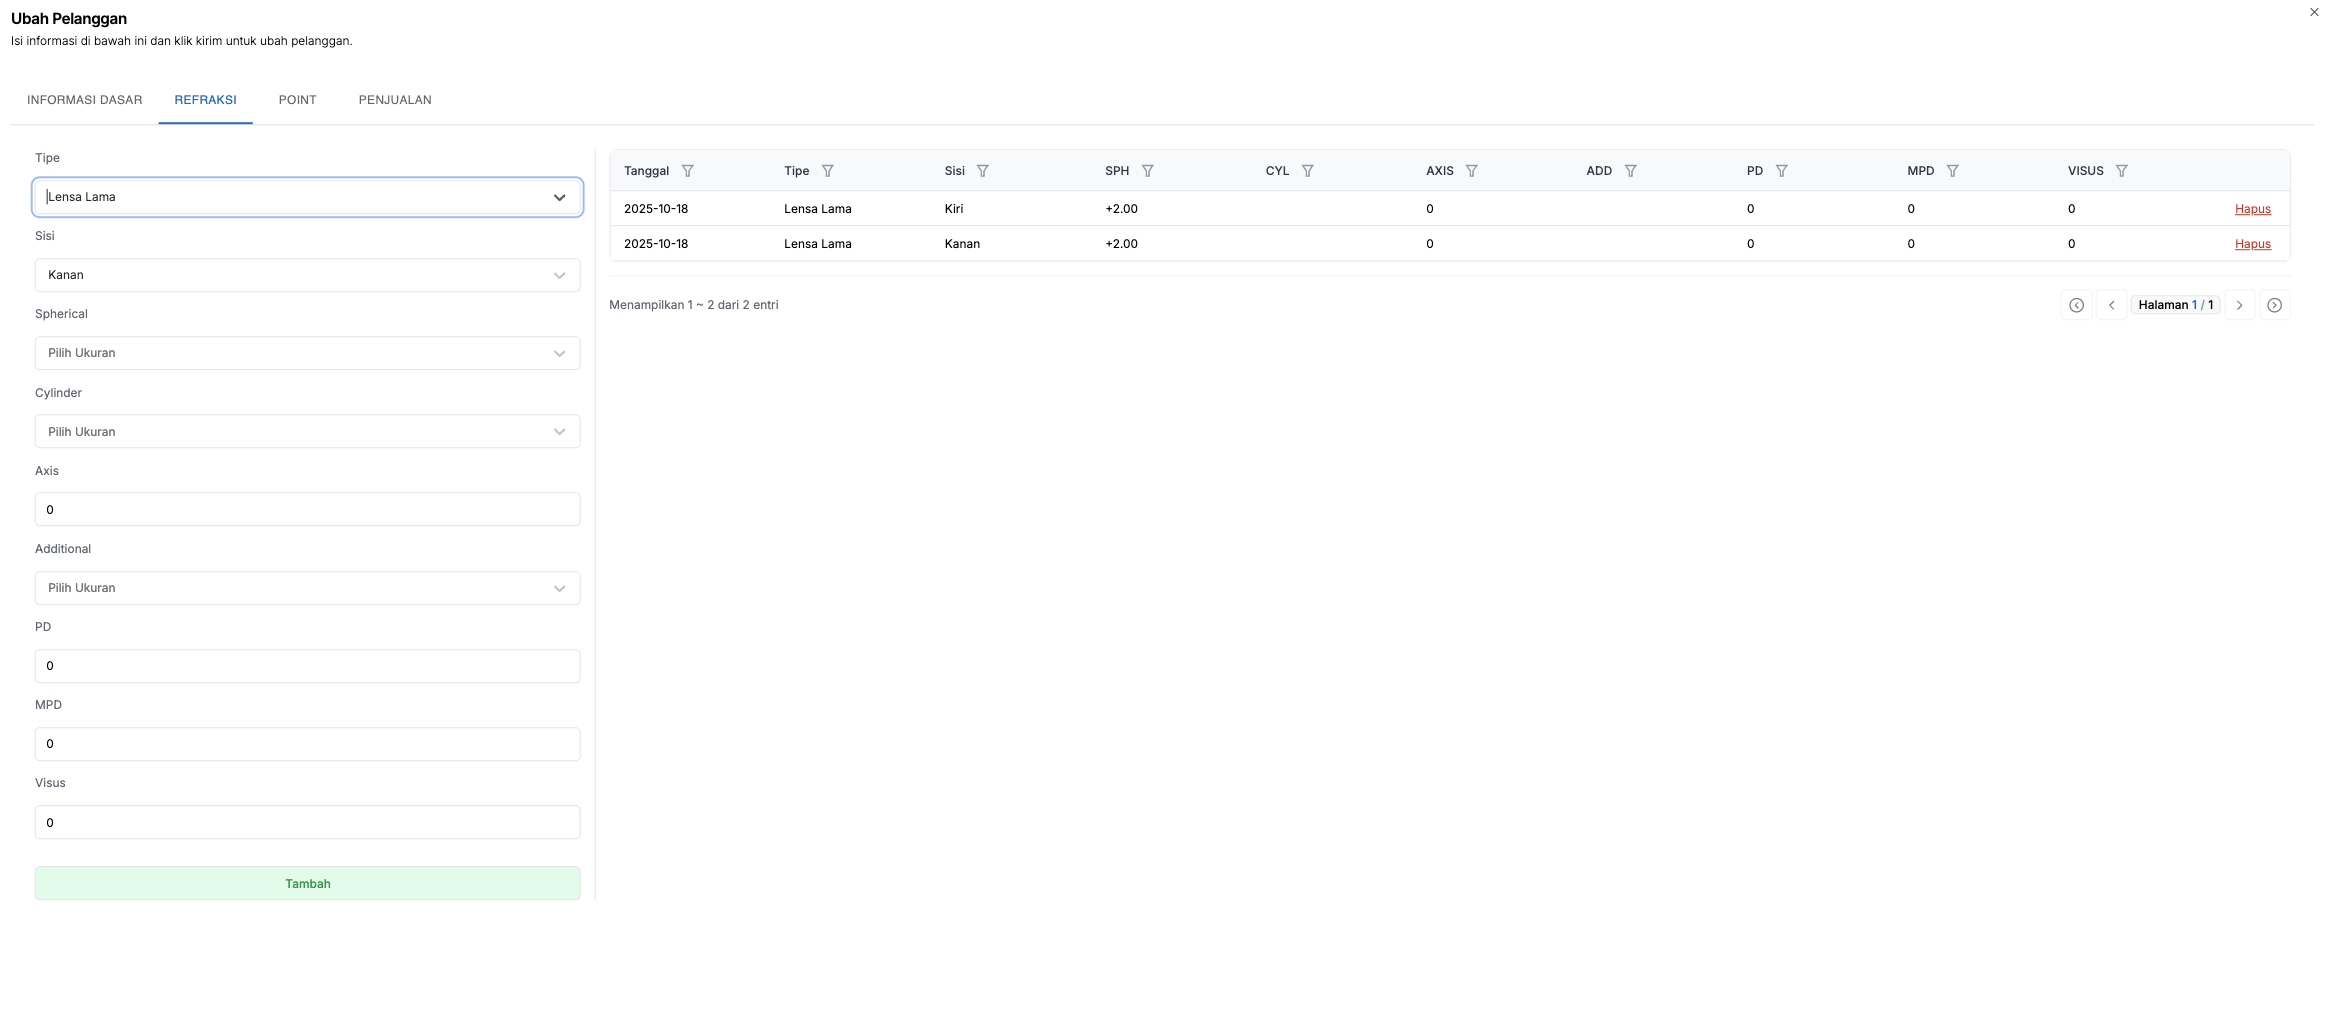 Ubah Pelanggan
Isi informasi di bawah ini dan klik kirim untuk ubah pelanggan.
INFORMASI DASAR REFRAKSI POINT PENJUALAN
Tipe
Lensa Lama
Sisi
Kanan
Spherical
Pilih Ukuran
Cylinder
Pilih Ukuran
Axis
0
Additional
Pilih Ukuran
PD
0
MPD
0
Visus
0
Tambah
Tanggal Tipe Sisi SPH CYL AXIS ADD PD MPD VISUS
2025-10-18 Lensa Lama Kiri +2.00 0 0 0 0 Hapus
2025-10-18 Lensa Lama Kanan +2.00 0 0 0 0 Hapus
Menampilkan 1 ~ 2 dari 2 entri
Halaman 1 / 1